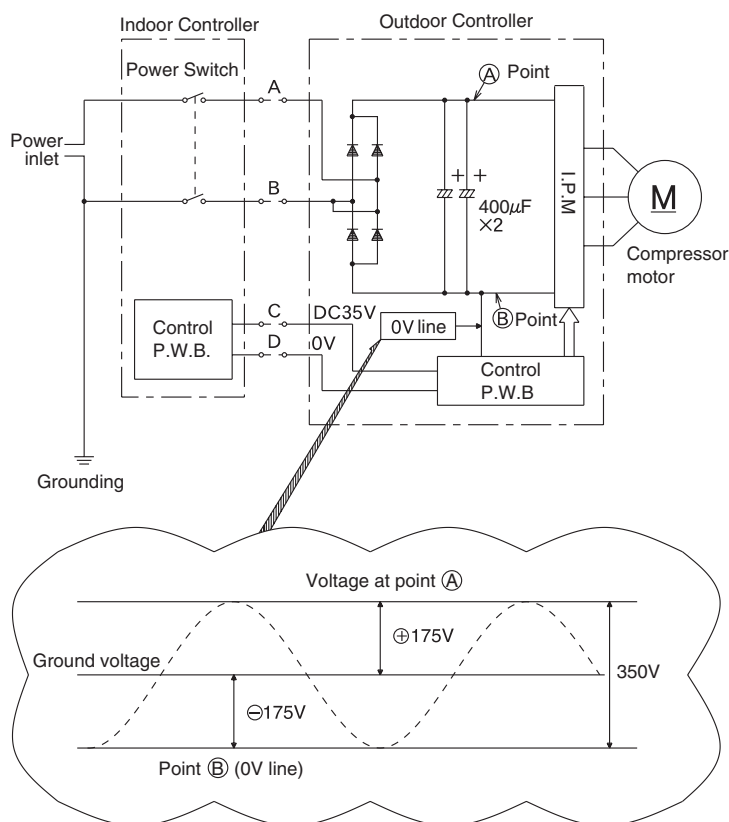 Indoor Controller
Outdoor Controller
Power Switch
A
Ⓐ Point
Power
inlet
B
+ +
400μF
×2
I.P.M
M
Compressor
motor
C
DC35V
Control
P.W.B.
D
0V
0V line
Ⓑ Point
Control
P.W.B
Grounding
Voltage at point Ⓐ
⊕175V
Ground voltage
350V
⊖175V
Point Ⓑ (0V line)